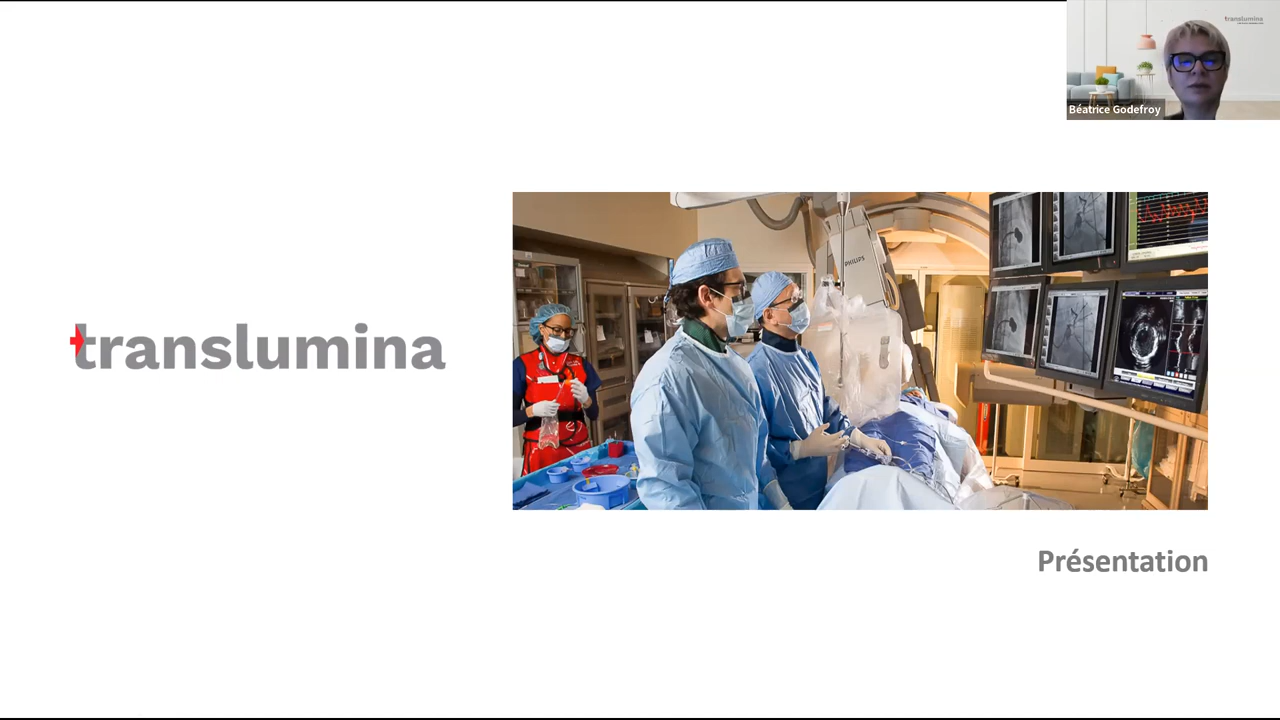 translumina
Béatrice Godefroy
translumina
PHILIPS
Présentation